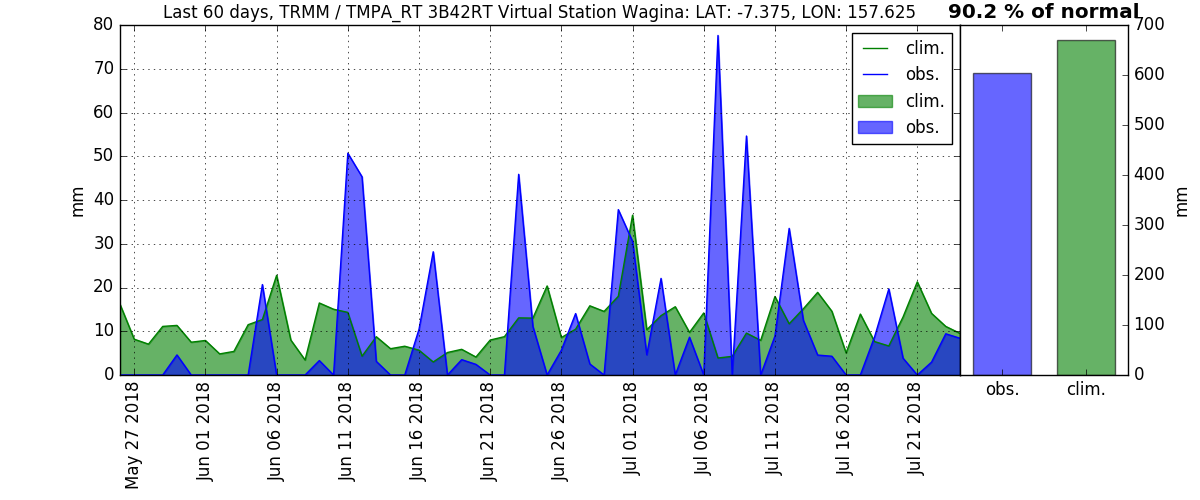 Last 60 days, TRMM / TMPA_RT 3B42RT Virtual Station Wagina: LAT: -7.375, LON: 157.625
90.2 % of normal
80
70
60
50
40
30
20
10
0
mm
clim.
obs.
clim.
obs.
700
600
500
400
300
200
100
0
mm
May 27 2018
Jun 01 2018
Jun 06 2018
Jun 11 2018
Jun 16 2018
Jun 21 2018
Jun 26 2018
Jul 01 2018
Jul 06 2018
Jul 11 2018
Jul 16 2018
Jul 21 2018
obs.
clim.